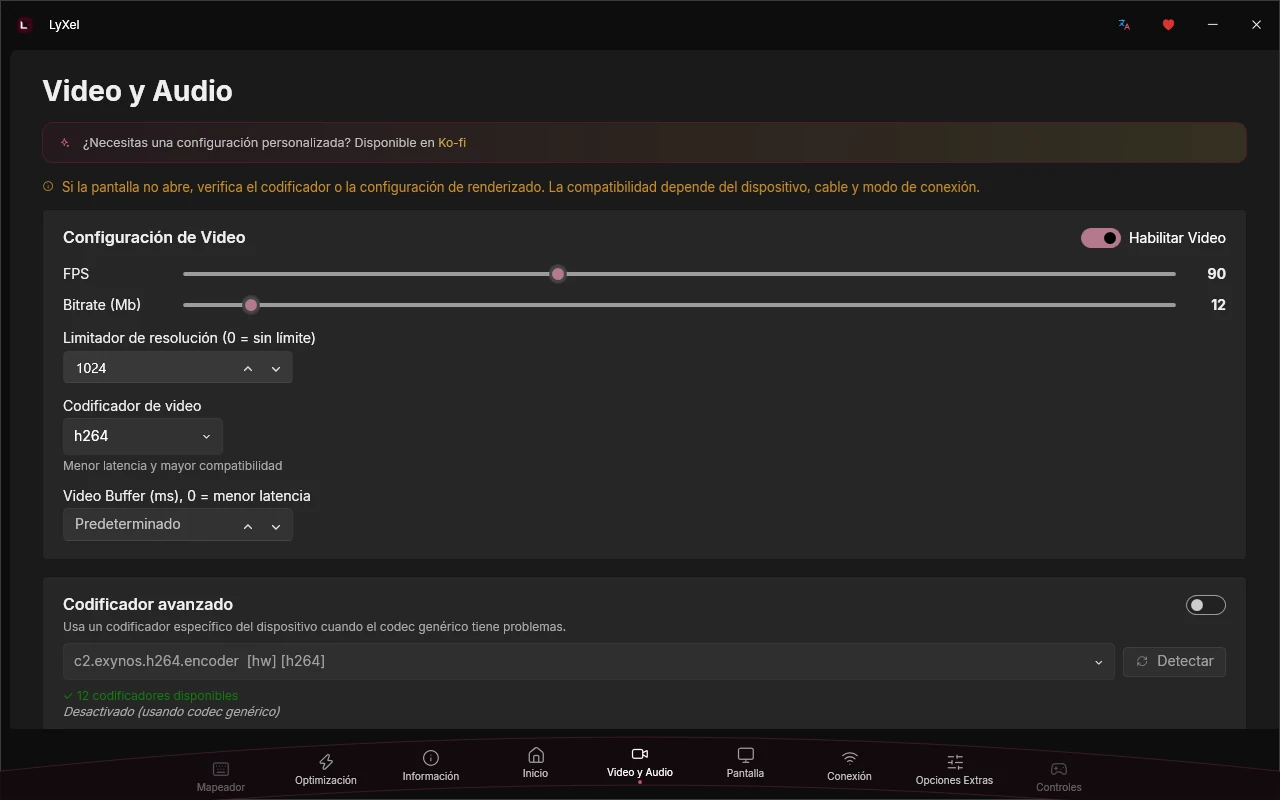 LyXel
Video y Audio
¿Necesitas una configuración personalizada? Disponible en Ko-fi
Si la pantalla no abre, verifica el codificador o la configuración de renderizado. La compatibilidad depende del dispositivo, cable y modo de conexión.
Configuración de Video
Habilitar Video
FPS 90
Bitrate (Mb) 12
Limitador de resolución (0 = sin límite)
1024
Codificador de video
h264
Menor latencia y mayor compatibilidad
Video Buffer (ms), 0 = menor latencia
Predeterminado
Codificador avanzado
Usa un codificador específico del dispositivo cuando el codec genérico tiene problemas.
c2.exynos.h264.encoder [hw] [h264]
Detectar
✓ 12 codificadores disponibles
Desactivado (usando codec genérico)
Mapeador
Optimización
Información
Inicio
Video y Audio
Pantalla
Conexión
Opciones Extras
Controles